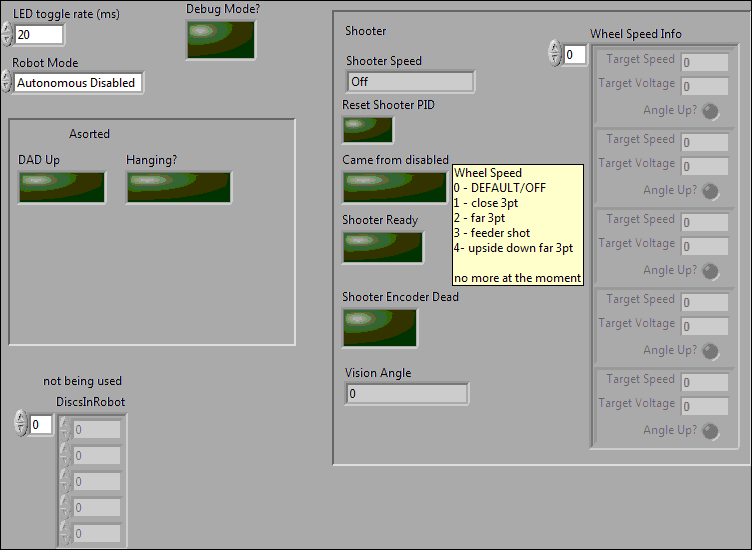 LED toggle rate (ms)
20
Debug Mode?
Robot Mode
Autonomous Disabled
Asorted
DAD Up
Hanging?
not being used
DiscsInRobot
0
0
0
0
0
0
Shooter
Shooter Speed
Off
Reset Shooter PID
Came from disabled
Shooter Ready
Shooter Encoder Dead
Vision Angle
0
Wheel Speed
0 - DEFAULT/OFF
1 - close 3pt
2 - far 3pt
3 - feeder shot
4- upside down far 3pt
no more at the moment
Wheel Speed Info
0
Target Speed 0
Target Voltage 0
Angle Up?
Target Speed 0
Target Voltage 0
Angle Up?
Target Speed 0
Target Voltage 0
Angle Up?
Target Speed 0
Target Voltage 0
Angle Up?
Target Speed 0
Target Voltage 0
Angle Up?